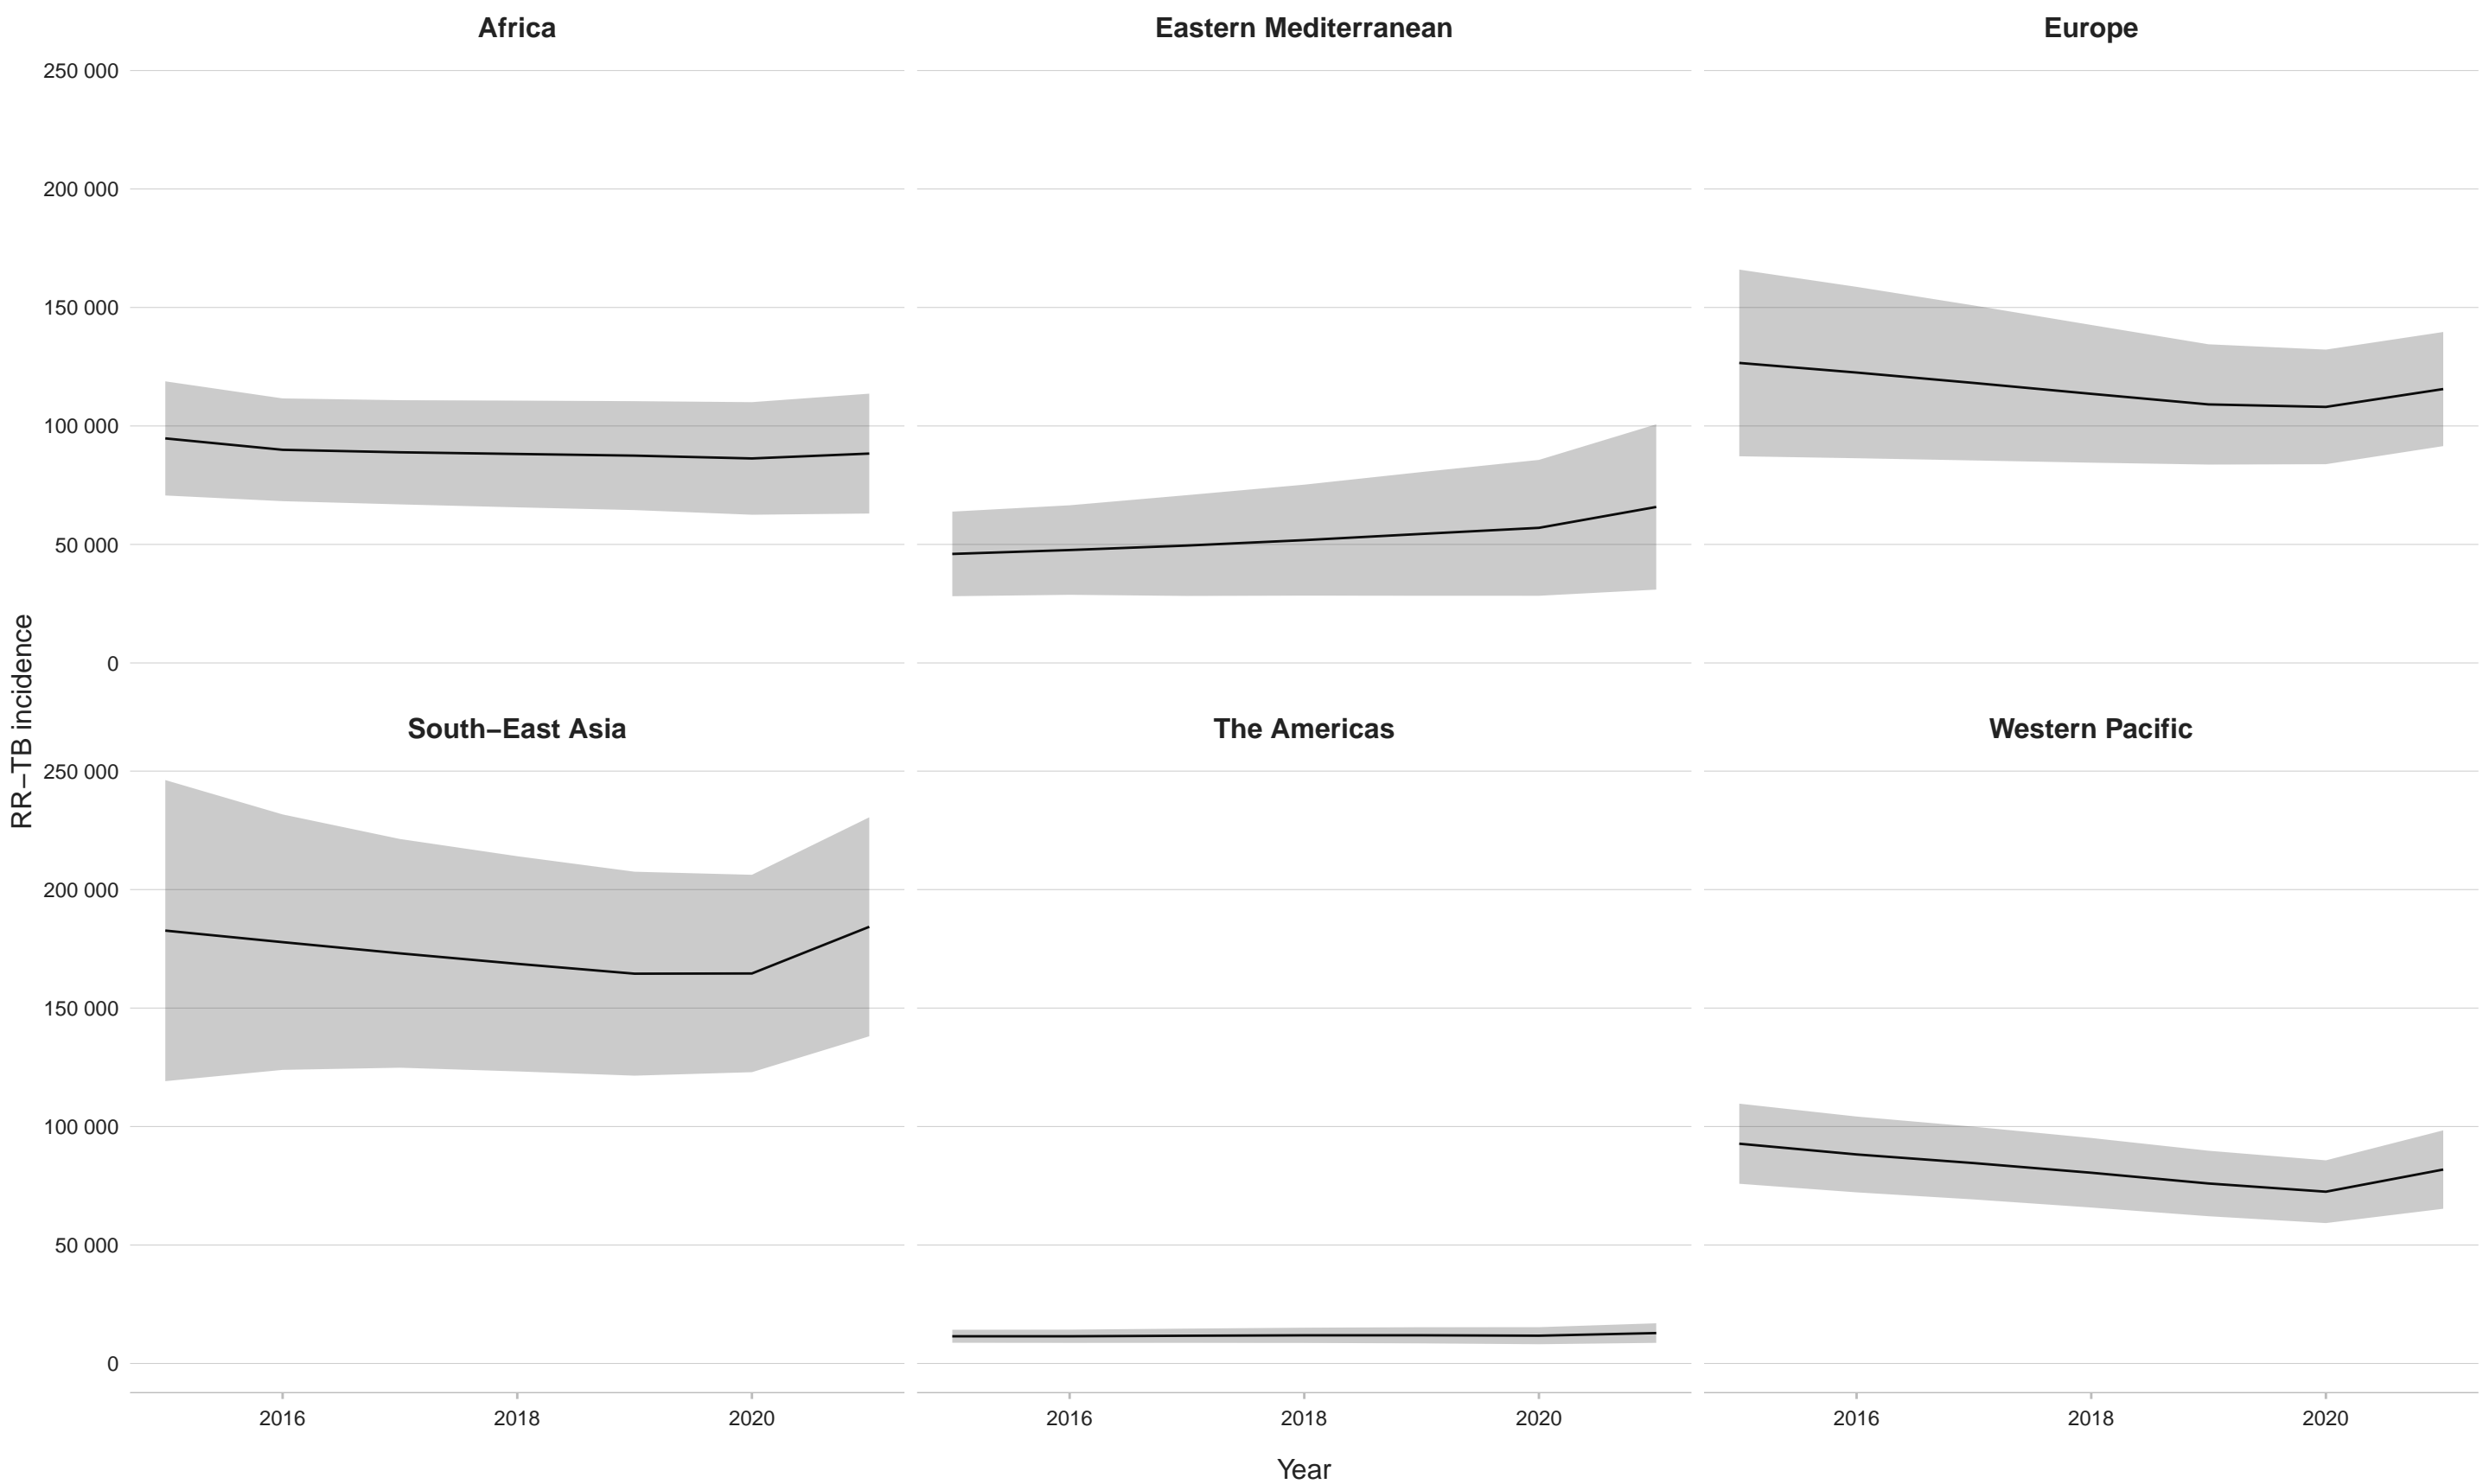 Africa
Eastern Mediterranean
Europe
250 000
200 000
150 000
100 000
50 000
0
RR−TB incidence
South−East Asia
The Americas
Western Pacific
250 000
200 000
150 000
100 000
50 000
0
2016 2018 2020
2016 2018 2020
2016 2018 2020
Year